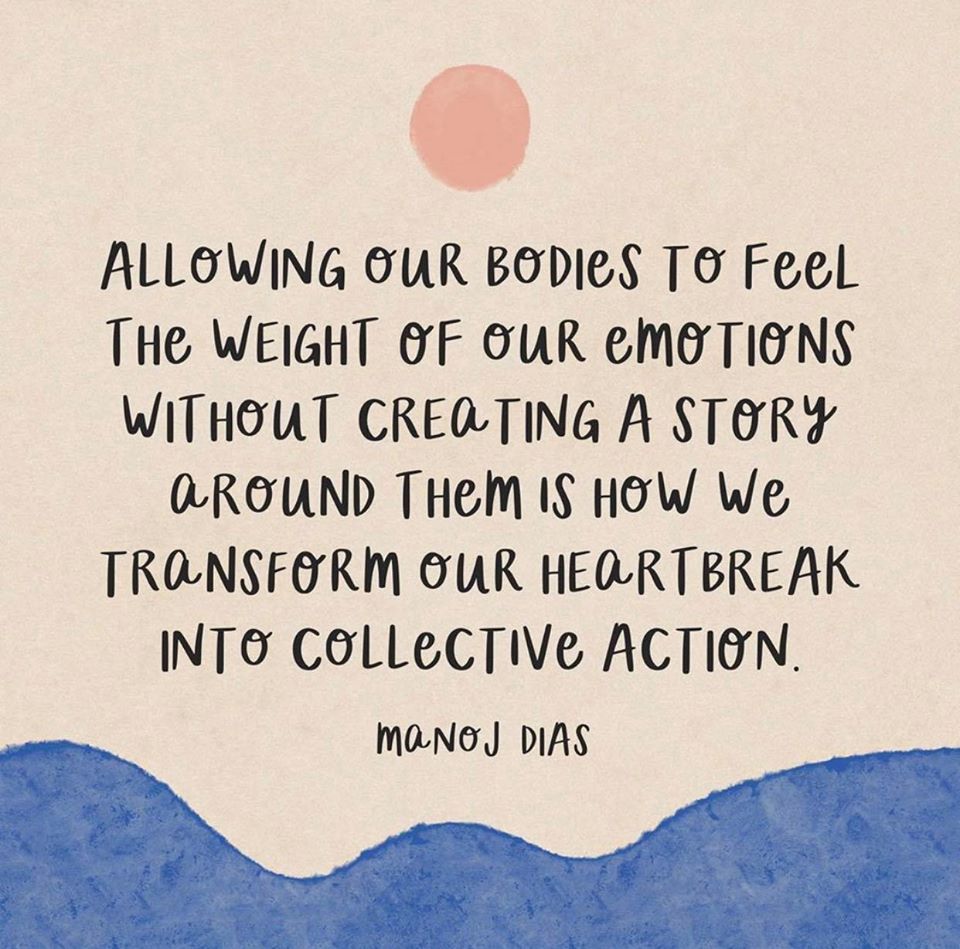 ALLOWING OUR BODIES TO FEEL
THE WEIGHT OF OUR EMOTIONS
WITHOUT CREATING A STORY
AROUND THEM IS HOW WE
TRANSFORM OUR HEARTBREAK
INTO COLLECTIVE ACTION.
MANOJ DIAS